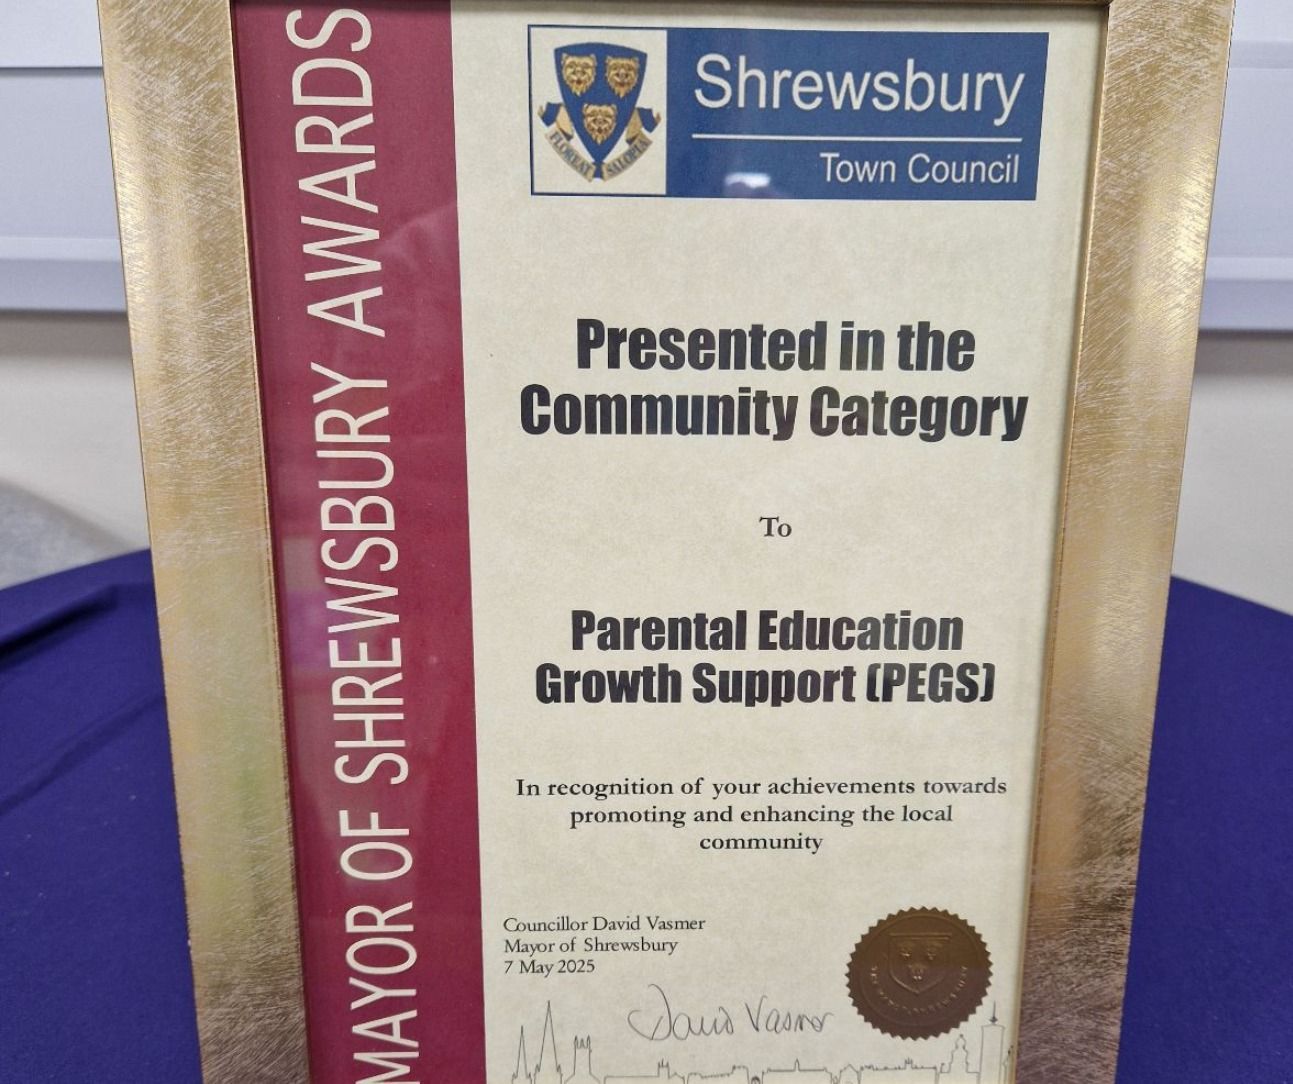 MAYOR OF SHREWSBURY AWARDS
FLOREAT SALOPIA
Shrewsbury
Town Council
Presented in the
Community Category
To
Parental Education
Growth Support (PEGS)
In recognition of your achievements towards
promoting and enhancing the local
community
Councillor David Vasmer
Mayor of Shrewsbury
7 May 2025
David Vasmer